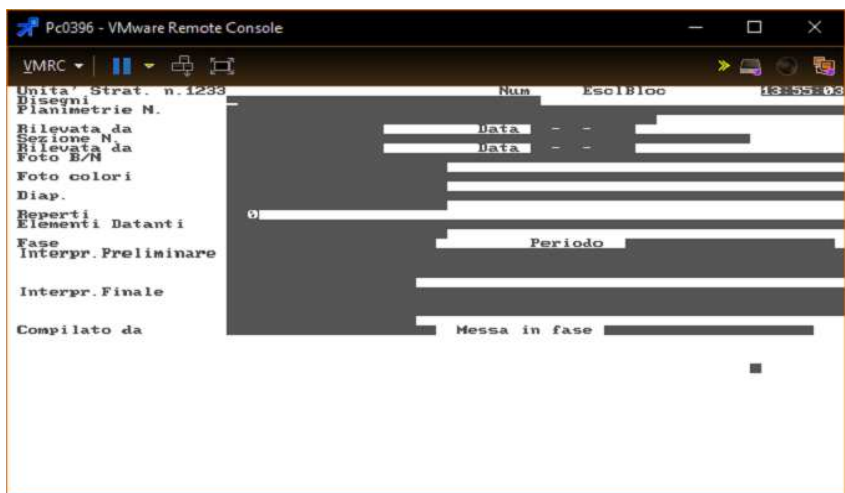 Pc0396 - VMware Remote Console
VMRC
Unita' Strat. n.1233 Num EsclBloc 13:55:03
Disegni
Planimetrie N.
Rilevata da Data - -
Sezione N.
Rilevata da Data - -
Foto B/N
Foto colori
Diap.
Reperti 0
Elementi Datanti
Fase Periodo
Interpr.Preliminare
Interpr.Finale
Compilato da Messa in fase